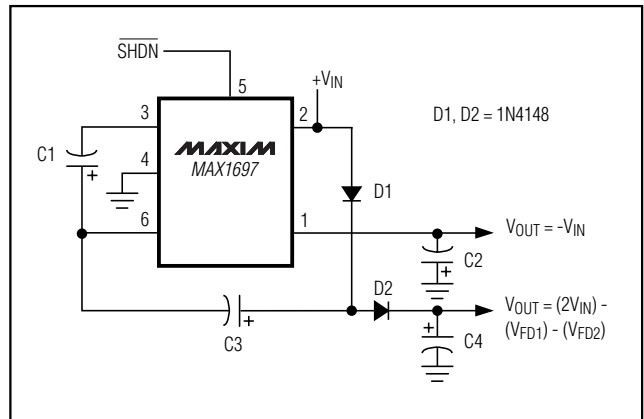 SHDN
5
+VIN
3
2
D1, D2 = 1N4148
C1
+
4
MAXIM
MAX1697
D1
6
1
VOUT = -VIN
C2
+
D2
+
C3
+
C4
VOUT = (2VIN) -
(VFD1) - (VFD2)